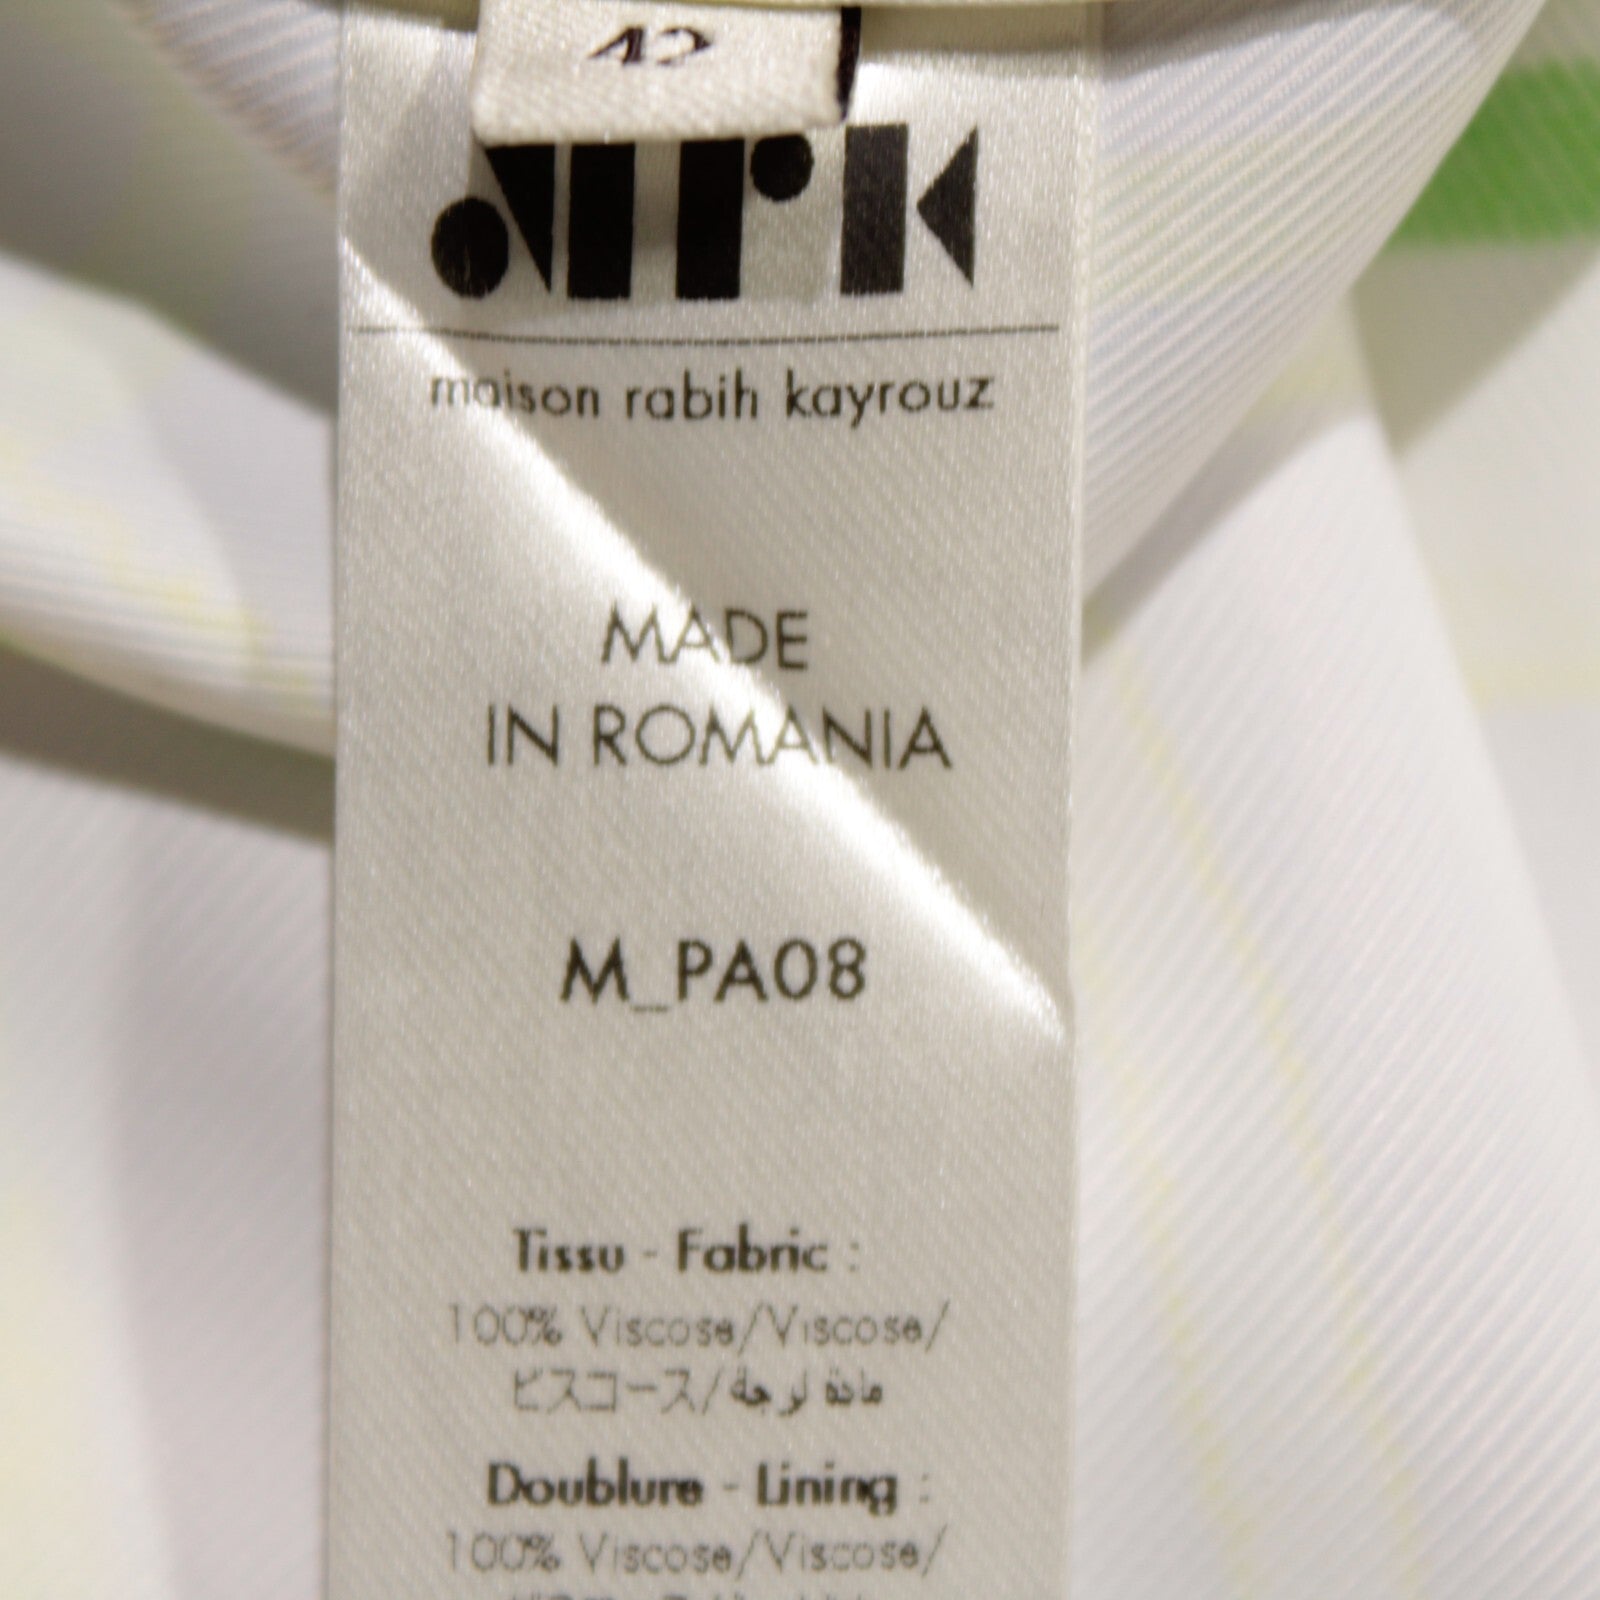 42
mrk
maison rabih kayrouz
MADE
IN ROMANIA
M_PA08
Tissu - Fabric :
100% Viscose/Viscose/
ビスコース/مادة لزجة
Doublure - Lining :
100% Viscose/Viscose/